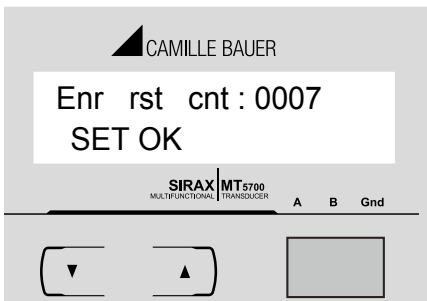 CAMILLE BAUER
Enr rst cnt : 0007
SET OK
SIRAX MT5700
MULTIFUNCTIONAL TRANSDUCER
A B Gnd